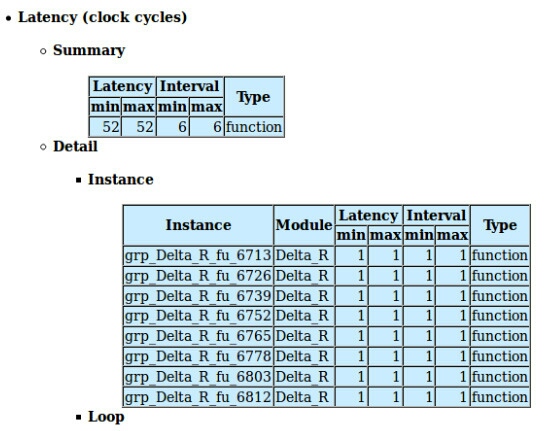 Latency (clock cycles)
Summary
Latency Interval Type
min max min max
52 52 6 6 function
Detail
Instance
Instance Module Latency Interval Type
min max min max
grp_Delta_R_fu_6713 Delta_R 1 1 1 1 function
grp_Delta_R_fu_6726 Delta_R 1 1 1 1 function
grp_Delta_R_fu_6739 Delta_R 1 1 1 1 function
grp_Delta_R_fu_6752 Delta_R 1 1 1 1 function
grp_Delta_R_fu_6765 Delta_R 1 1 1 1 function
grp_Delta_R_fu_6778 Delta_R 1 1 1 1 function
grp_Delta_R_fu_6803 Delta_R 1 1 1 1 function
grp_Delta_R_fu_6812 Delta_R 1 1 1 1 function
Loop